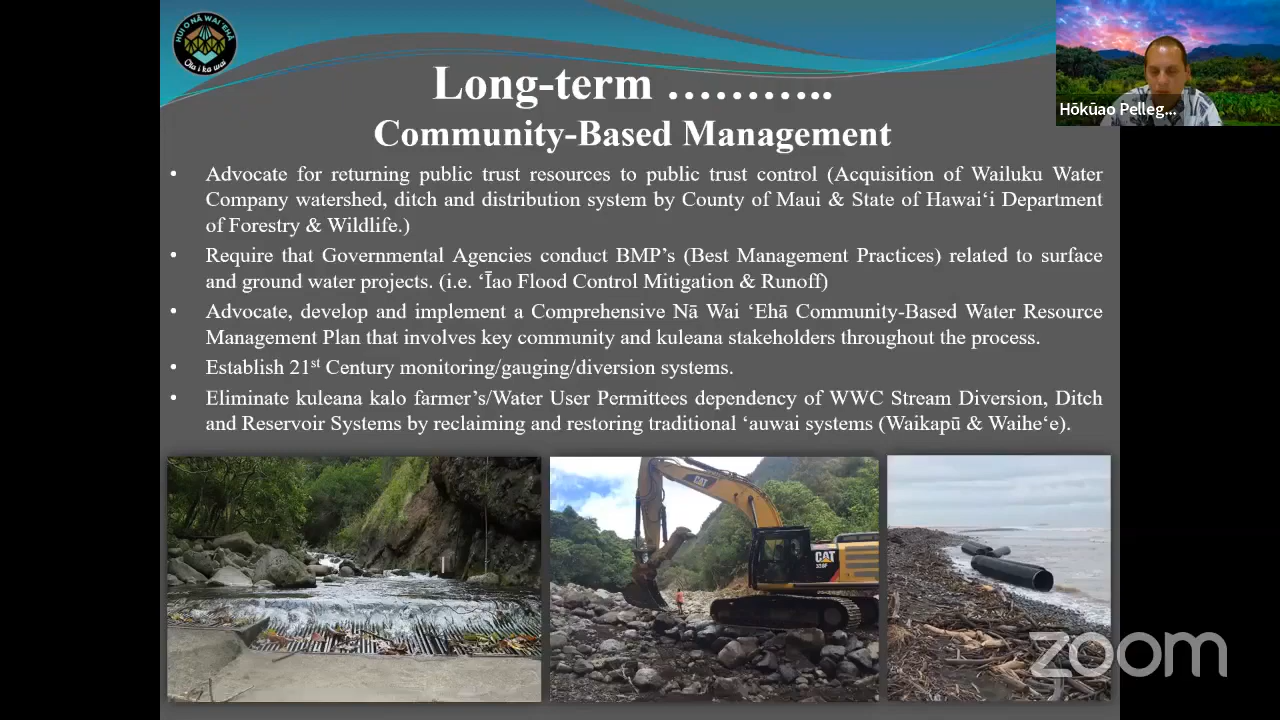 HUI O NĀ WAI ʻEHĀ
Ola i ka wai
Long-term ………..
Community-Based Management
Hōkūao Pelleg...
• Advocate for returning public trust resources to public trust control (Acquisition of Wailuku Water
Company watershed, ditch and distribution system by County of Maui & State of Hawaiʻi Department
of Forestry & Wildlife.)
• Require that Governmental Agencies conduct BMP’s (Best Management Practices) related to surface
and ground water projects. (i.e. ʻĪao Flood Control Mitigation & Runoff)
• Advocate, develop and implement a Comprehensive Nā Wai ʻEhā Community-Based Water Resource
Management Plan that involves key community and kuleana stakeholders throughout the process.
• Establish 21st Century monitoring/gauging/diversion systems.
• Eliminate kuleana kalo farmer’s/Water User Permittees dependency of WWC Stream Diversion, Ditch
and Reservoir Systems by reclaiming and restoring traditional ʻauwai systems (Waikapū & Waiheʻe).
CAT
CAT
zoom